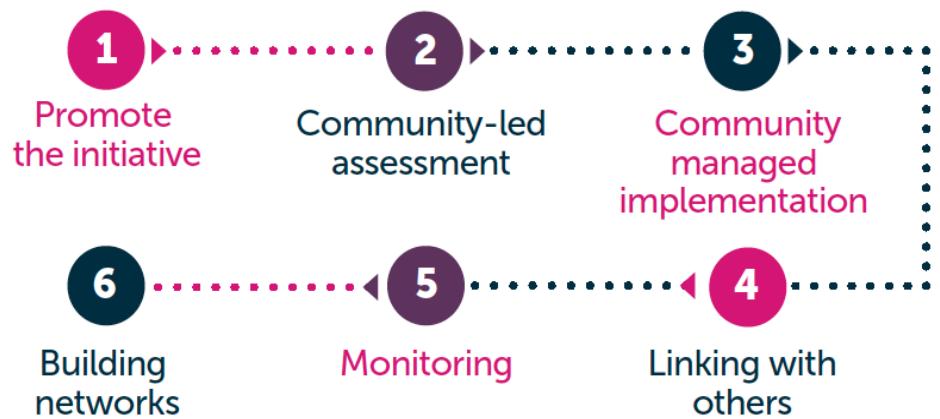 1
2
3
Promote
the initiative
Community-led
assessment
Community
managed
implementation
4
Linking with
others
5
Monitoring
6
Building
networks